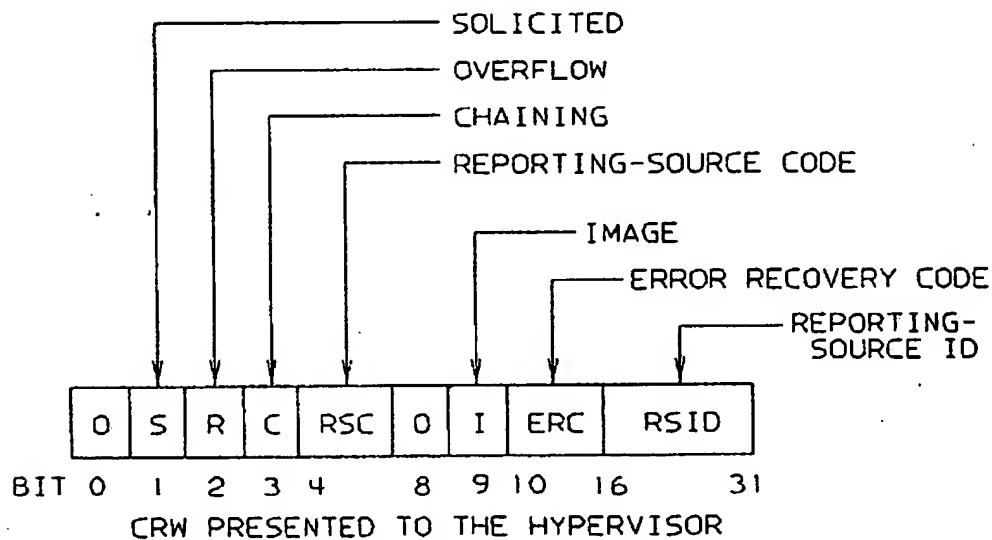 SOLICITED
OVERFLOW
CHAINING
REPORTING-SOURCE CODE
IMAGE
ERROR RECOVERY CODE
REPORTING-
SOURCE ID
0 S R C RSC 0 I ERC RSID
BIT 0 1 2 3 4 8 9 10 16 31
CRW PRESENTED TO THE HYPERVISOR